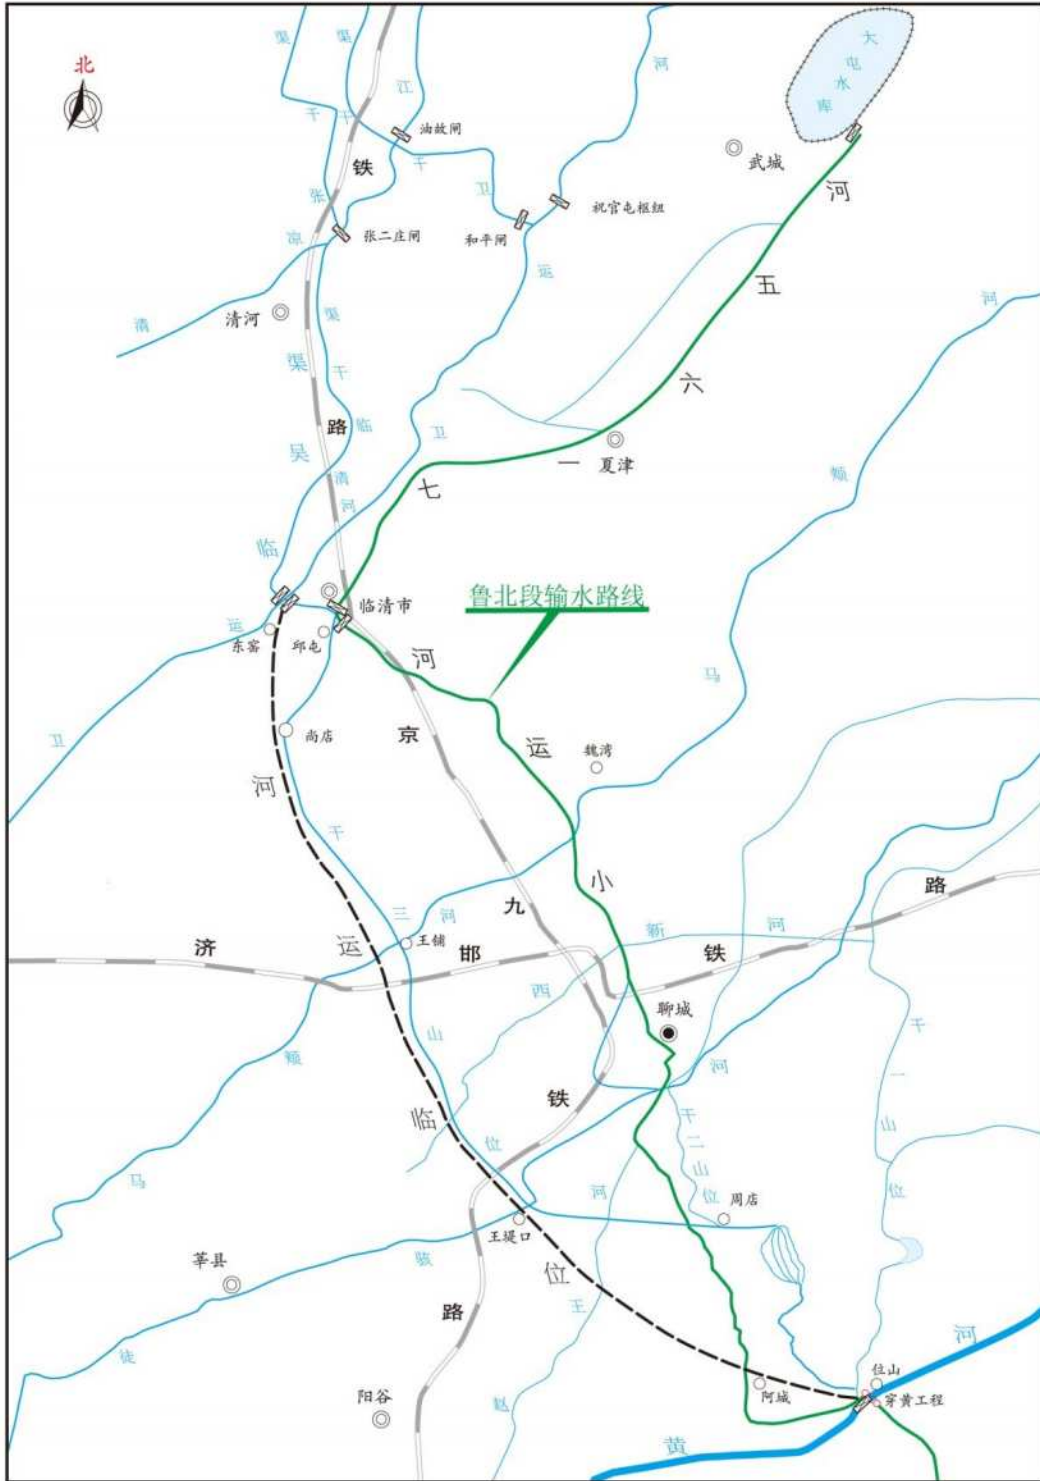 北
大屯水库
武城
油故闸
祝官屯枢纽
和平闸
张二庄闸
清河
渠
干
张
渠
干
江
千
卫
河
运
卫
河
清凉
铁
路
渠
干
临
清
渠
吴
临
河
五
六
一
七
夏津
河
颊
马
临清市
鲁北段输水路线
运
东窑
邱屯
卫
尚店
河
京
运
魏湾
河
干
三
河
王铺
小
九
新
河
路
济
运
邯
铁
西
聊城
颊
山
河
干
一
山
位
临
铁
位
干二山位
马
河
周店
王堤口
莘县
骇
位
王
徒
路
河
位山
阿城
穿黄工程
阳谷
赵
黄